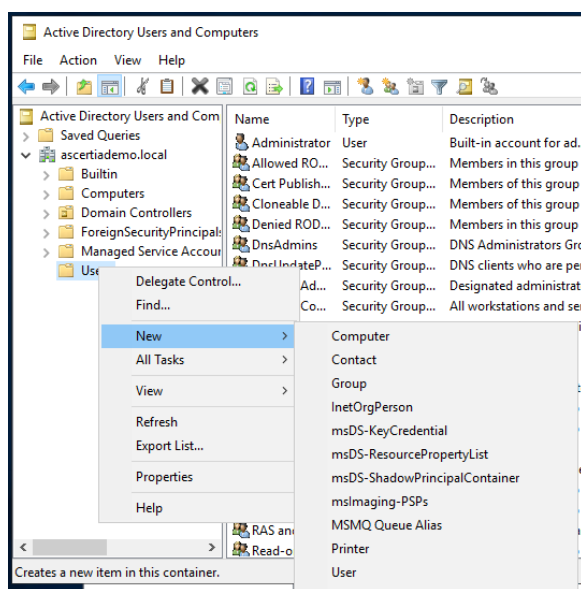 Active Directory Users and Computers
File Action View Help
Active Directory Users and Com
Saved Queries
ascertiademo.local
Builtin
Computers
Domain Controllers
ForeignSecurityPrincipals
Managed Service Accour
Use
Name Type Description
Administrator User Built-in account for ad.
Allowed RO... Security Group... Members in this group
Cert Publish... Security Group... Members of this group
Cloneable D... Security Group... Members of this group
Denied ROD... Security Group... Members in this group
DnsAdmins Security Group... DNS Administrators Gro
DnsUpdateP... Security Group... DNS clients who are per
Ad... Security Group... Designated administrat
Co... Security Group... All workstations and ser
Delegate Control...
Find...
New
All Tasks
View
Refresh
Export List...
Properties
Help
Computer
Contact
Group
InetOrgPerson
msDS-KeyCredential
msDS-ResourcePropertyList
msDS-ShadowPrincipalContainer
msImaging-PSPs
MSMQ Queue Alias
Printer
User
RAS and
Read-o
Creates a new item in this container.